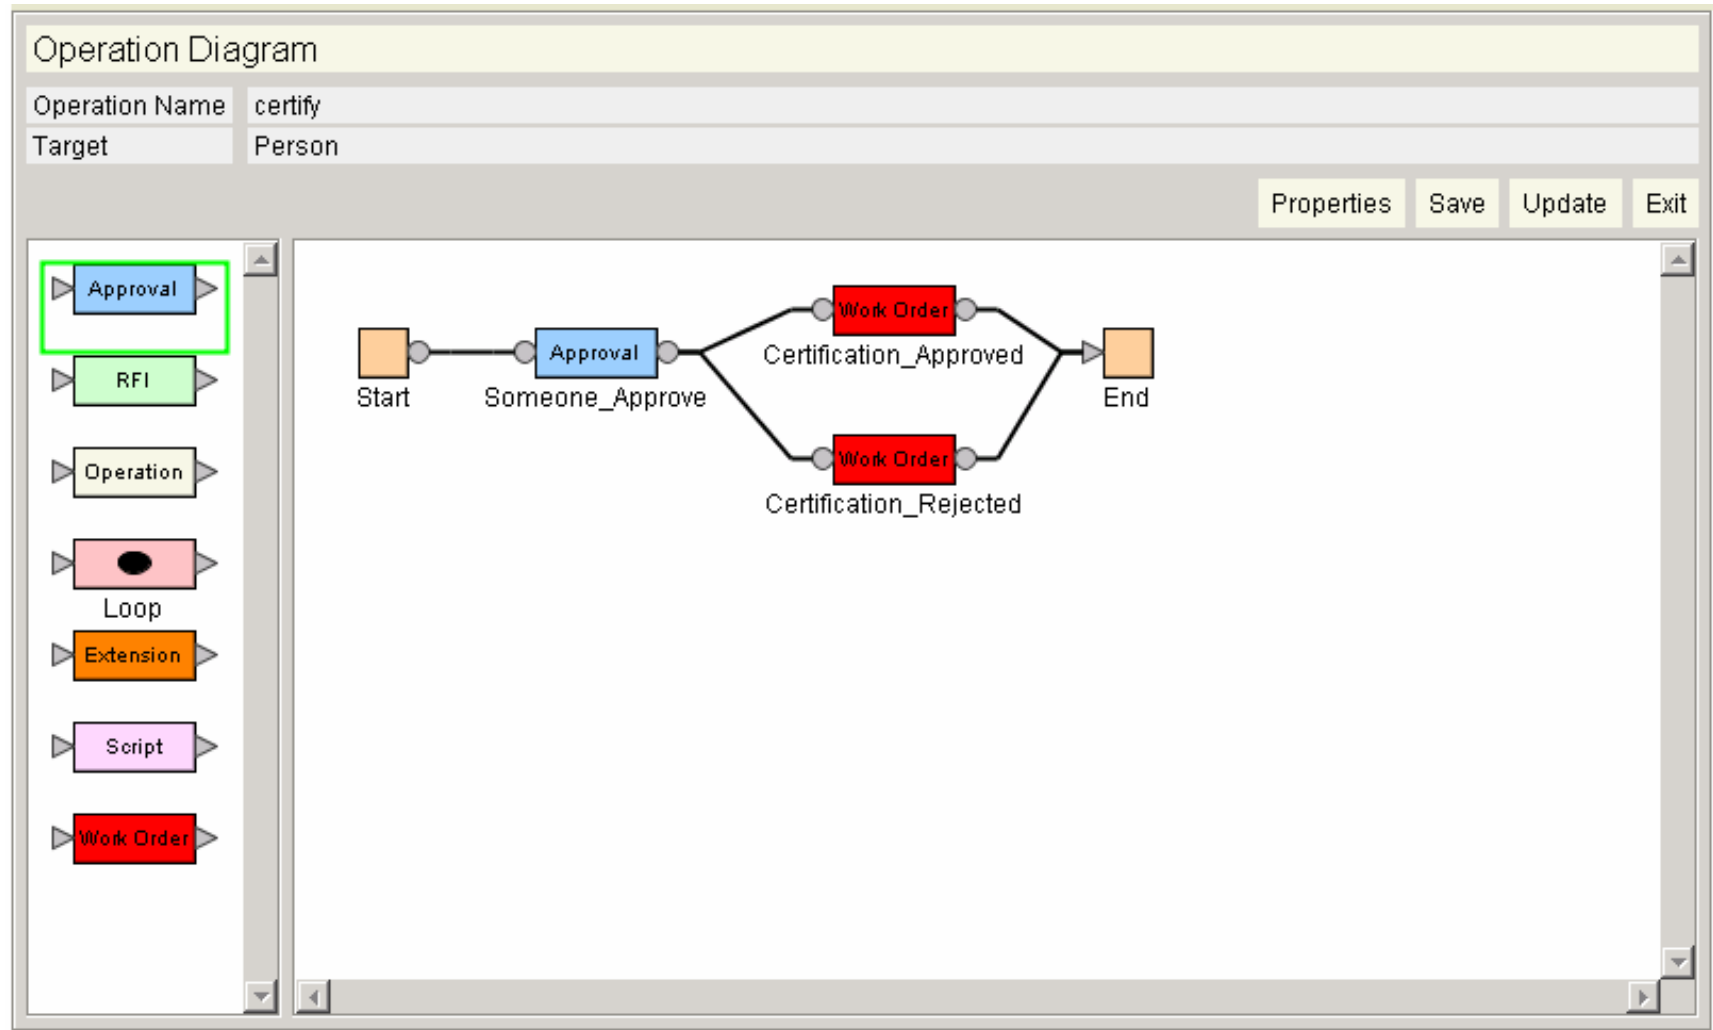 Operation Diagram
Operation Name certify
Target Person
Properties Save Update Exit
Approval
RFI
Operation
Loop
Extension
Script
Work Order
Start
Approval
Someone_Approve
Work Order
Certification_Approved
Work Order
Certification_Rejected
End